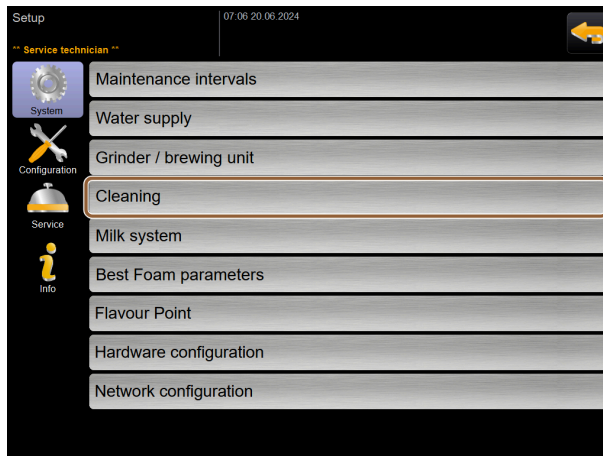 Setup
07:06 20.06.2024
** Service technician **
System
Configuration
Service
Info
Maintenance intervals
Water supply
Grinder / brewing unit
Cleaning
Milk system
Best Foam parameters
Flavour Point
Hardware configuration
Network configuration